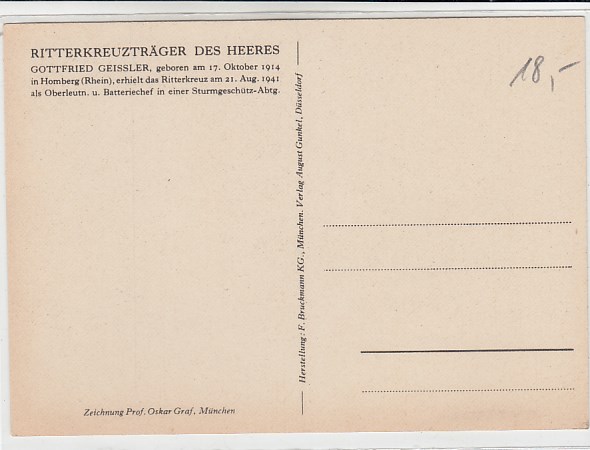 RITTERKREUZTRÄGER DES HEERES
GOTTFRIED GEISSLER, geboren am 17. Oktober 1914
in Homberg (Rhein), erhielt das Ritterkreuz am 21. Aug. 1941
als Oberleutn. u. Batteriechef in einer Sturmgeschütz-Abtg.
Zeichnung Prof. Oskar Graf, München
Herstellung: F. Bruckmann KG., München. Verlag August Gunkel, Düsseldorf
18,-